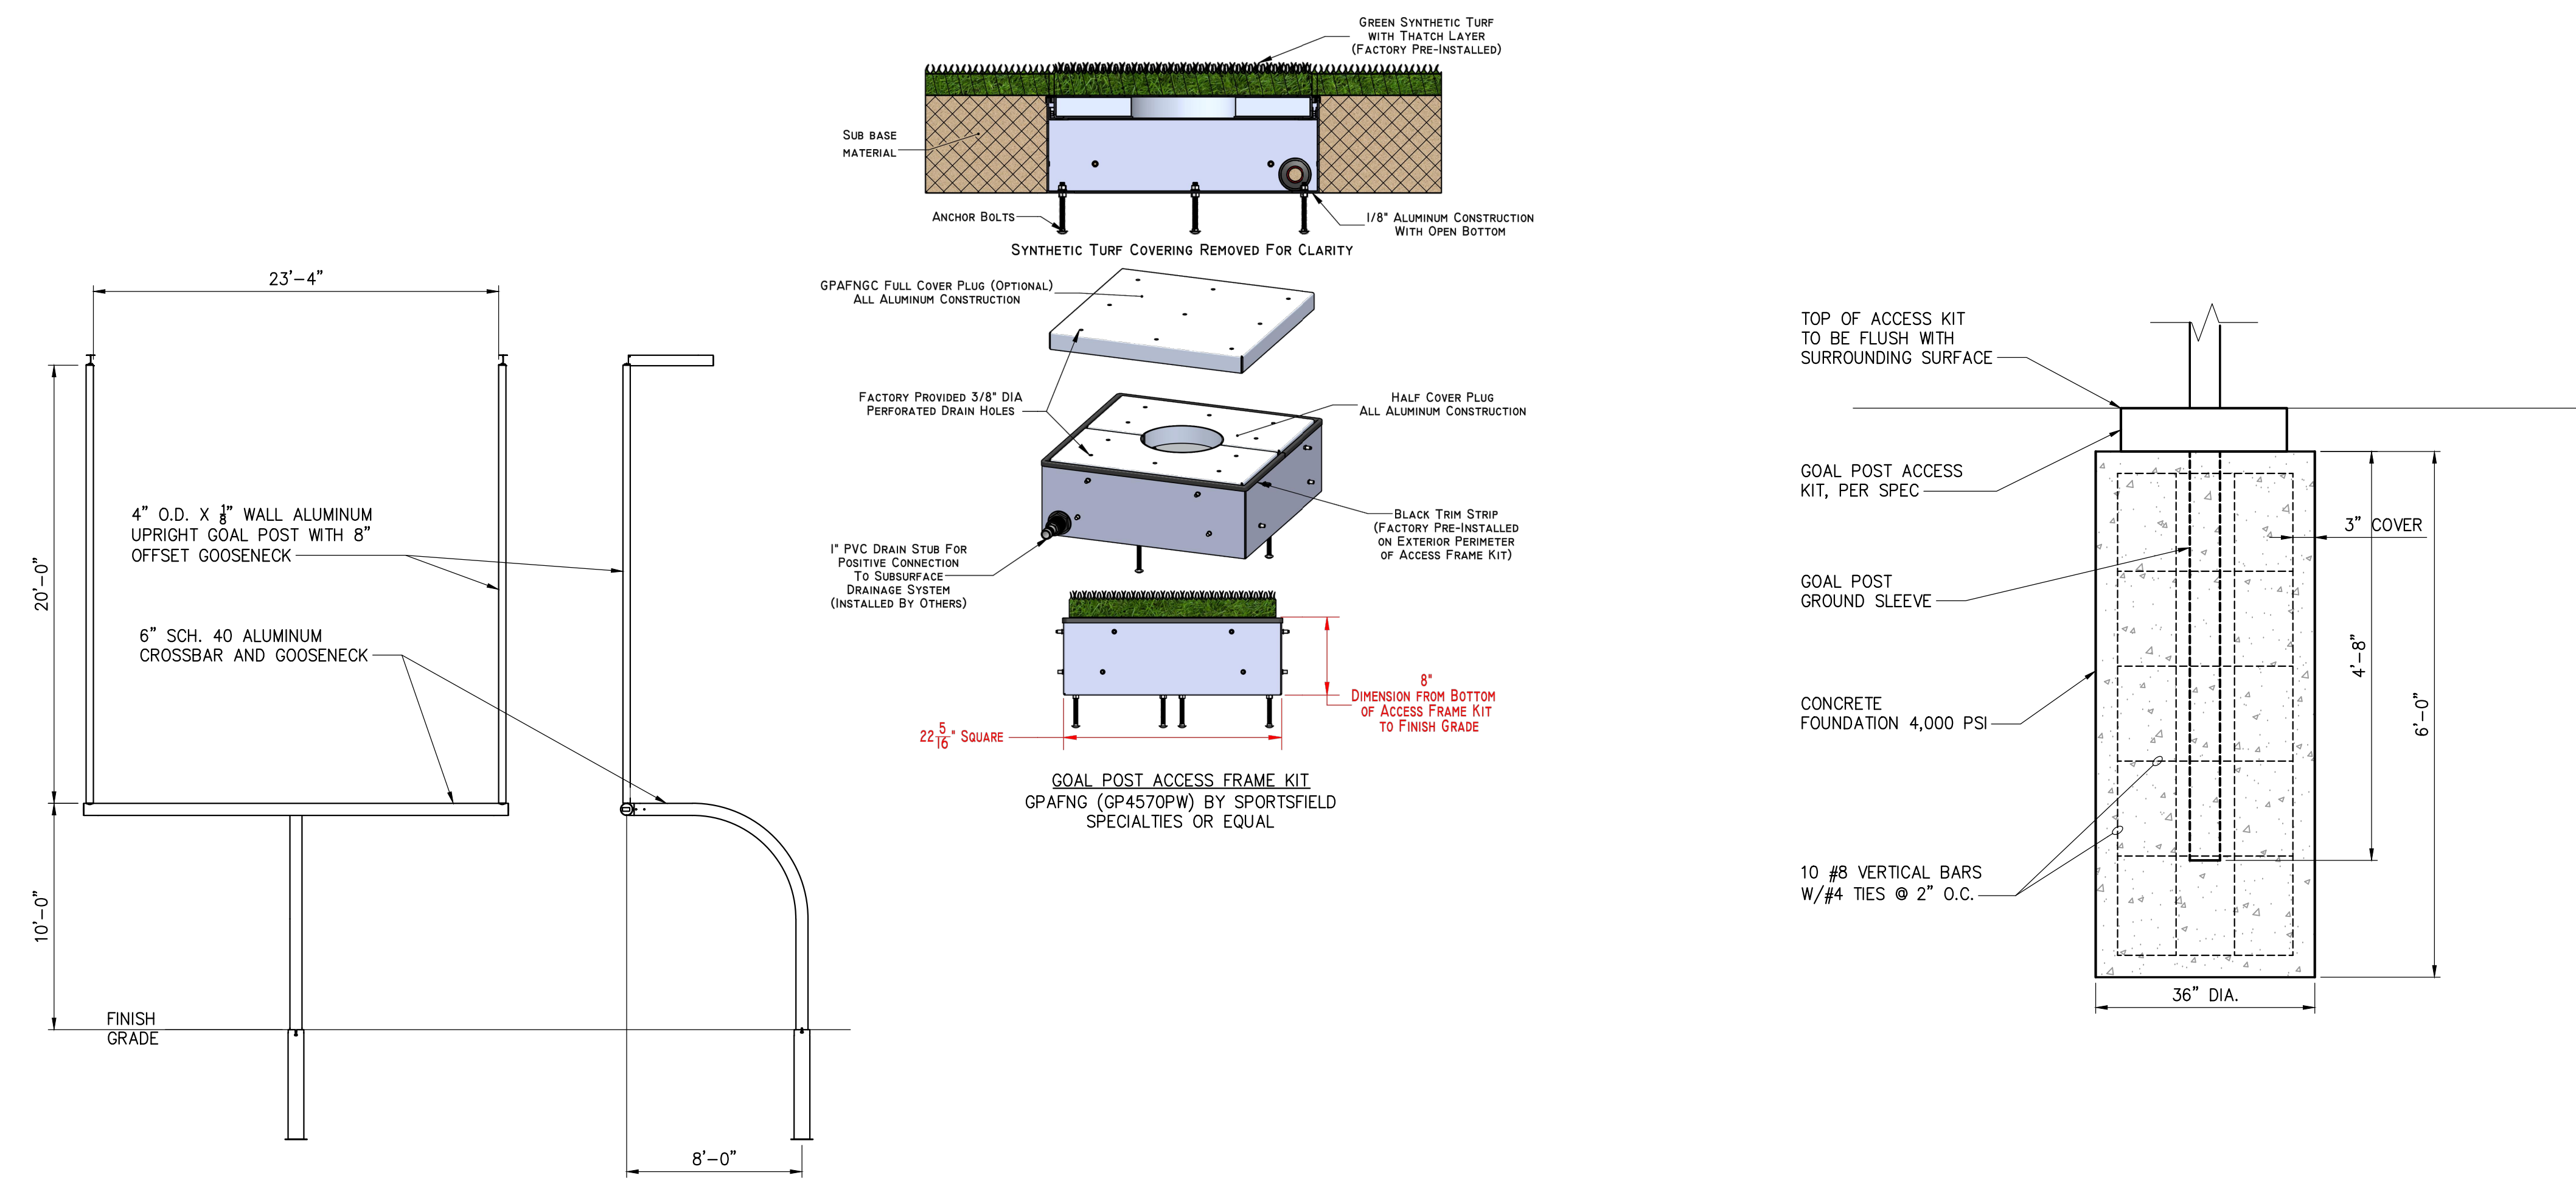 23'-4"
20'-0"
4" O.D. X 1/8" WALL ALUMINUM
UPRIGHT GOAL POST WITH 8"
OFFSET GOOSENECK
6" SCH. 40 ALUMINUM
CROSSBAR AND GOOSENECK
10'-0"
FINISH
GRADE
8'-0"
GREEN SYNTHETIC TURF
WITH THATCH LAYER
(FACTORY PRE-INSTALLED)
SUB BASE
MATERIAL
ANCHOR BOLTS
1/8" ALUMINUM CONSTRUCTION
WITH OPEN BOTTOM
SYNTHETIC TURF COVERING REMOVED FOR CLARITY
GPAFNGC FULL COVER PLUG (OPTIONAL)
ALL ALUMINUM CONSTRUCTION
FACTORY PROVIDED 3/8" DIA
PERFORATED DRAIN HOLES
HALF COVER PLUG
ALL ALUMINUM CONSTRUCTION
1" PVC DRAIN STUB FOR
POSITIVE CONNECTION
TO SUBSURFACE
DRAINAGE SYSTEM
(INSTALLED BY OTHERS)
BLACK TRIM STRIP
(FACTORY PRE-INSTALLED
ON EXTERIOR PERIMETER
OF ACCESS FRAME KIT)
8"
DIMENSION FROM BOTTOM
OF ACCESS FRAME KIT
TO FINISH GRADE
22 5/16" SQUARE
GOAL POST ACCESS FRAME KIT
GPAFNG (GP4570PW) BY SPORTSFIELD
SPECIALTIES OR EQUAL
TOP OF ACCESS KIT
TO BE FLUSH WITH
SURROUNDING SURFACE
GOAL POST ACCESS
KIT, PER SPEC
3" COVER
GOAL POST
GROUND SLEEVE
4'-8"
6'-0"
CONCRETE
FOUNDATION 4,000 PSI
10 #8 VERTICAL BARS
W/#4 TIES @ 2" O.C.
36" DIA.